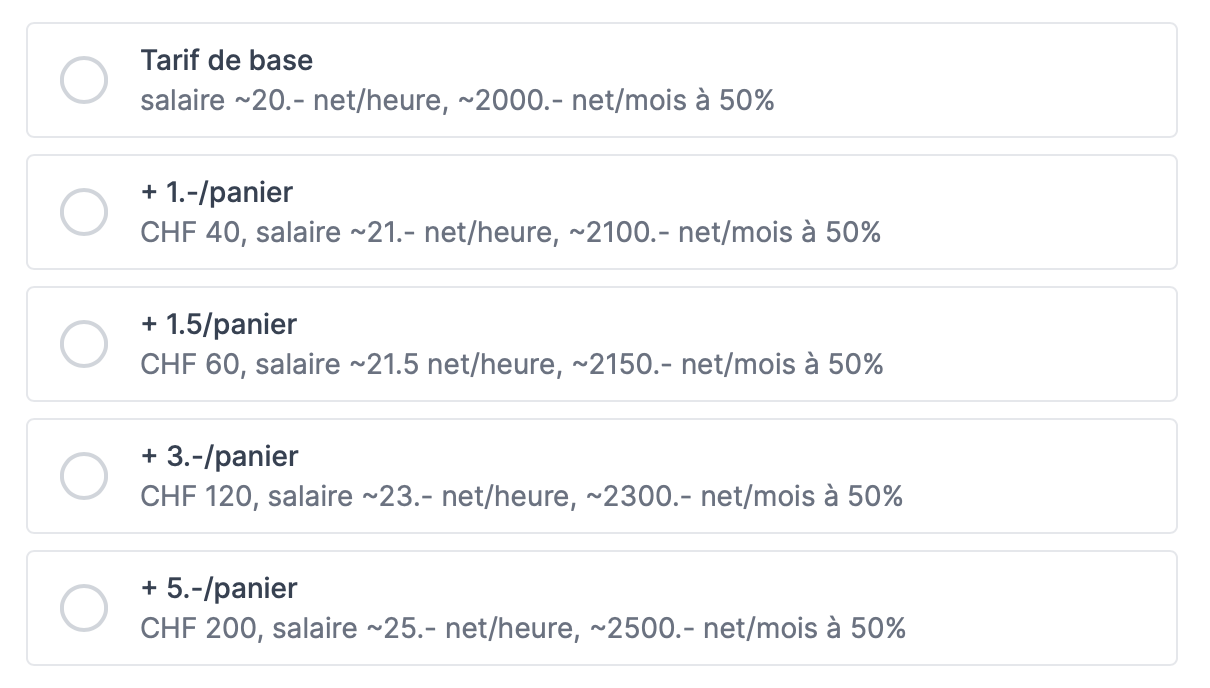 Tarif de base
salaire ~20.- net/heure, ~2000.- net/mois à 50%
+ 1.-/panier
CHF 40, salaire ~21.- net/heure, ~2100.- net/mois à 50%
+ 1.5/panier
CHF 60, salaire ~21.5 net/heure, ~2150.- net/mois à 50%
+ 3.-/panier
CHF 120, salaire ~23.- net/heure, ~2300.- net/mois à 50%
+ 5.-/panier
CHF 200, salaire ~25.- net/heure, ~2500.- net/mois à 50%